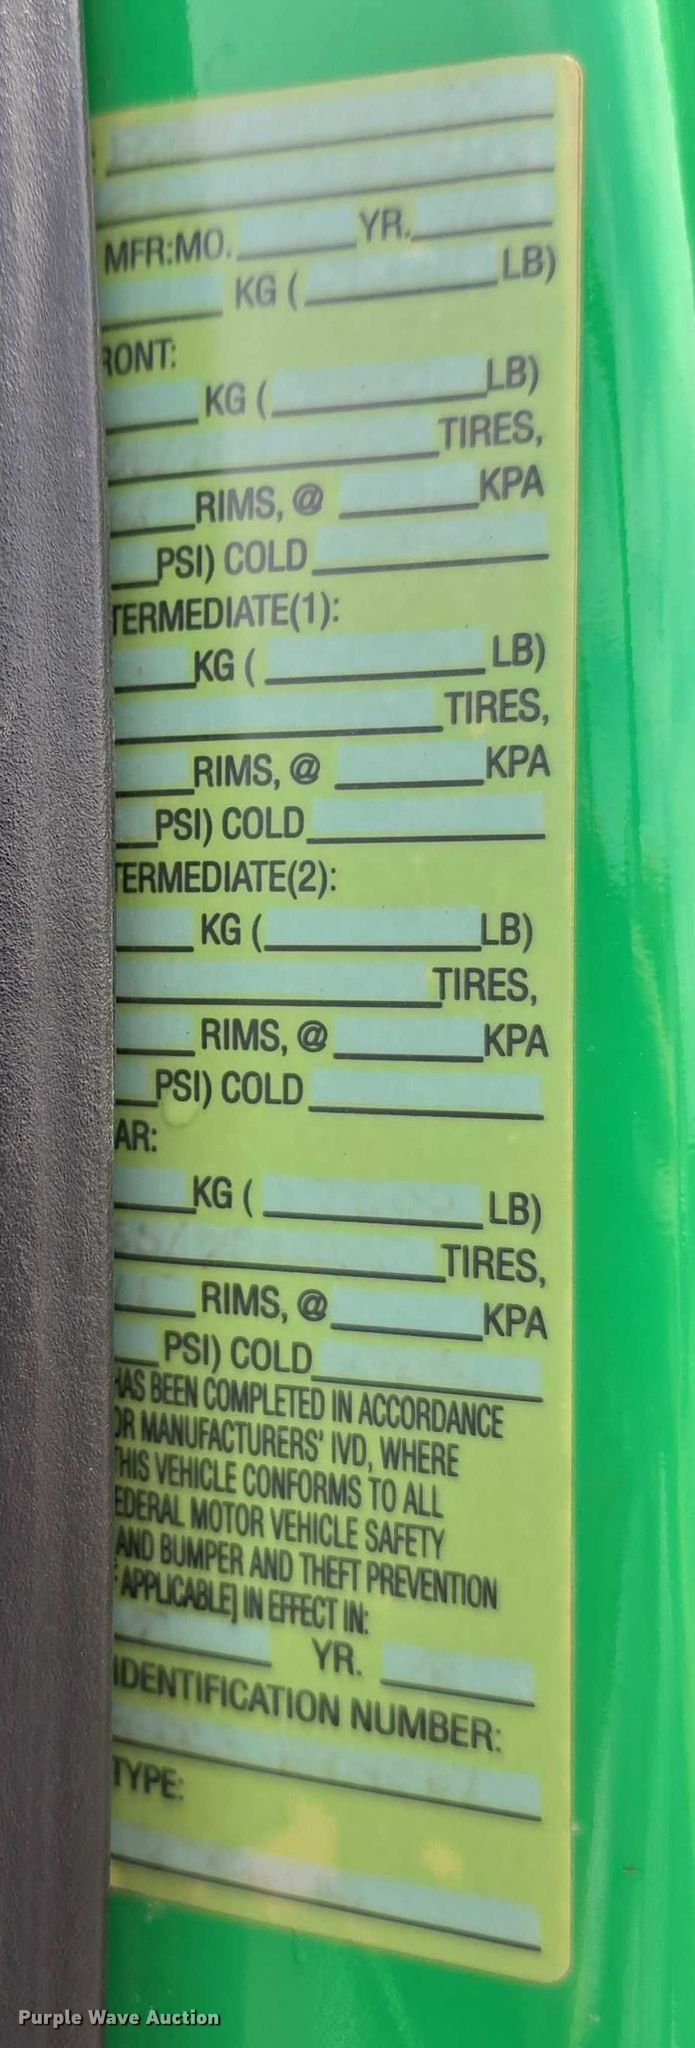 MFR:MO. YR.
KG ( LB)
RONT:
KG ( LB)
TIRES,
RIMS, @ KPA
PSI) COLD
TERMEDIATE(1):
KG ( LB)
TIRES,
RIMS, @ KPA
PSI) COLD
TERMEDIATE(2):
KG ( LB)
TIRES,
RIMS, @ KPA
PSI) COLD
AR:
KG ( LB)
TIRES,
RIMS, @ KPA
PSI) COLD
HAS BEEN COMPLETED IN ACCORDANCE
OR MANUFACTURERS' IVD, WHERE
THIS VEHICLE CONFORMS TO ALL
EDERAL MOTOR VEHICLE SAFETY
AND BUMPER AND THEFT PREVENTION
APPLICABLE] IN EFFECT IN:
YR.
IDENTIFICATION NUMBER:
TYPE:
Purple Wave Auction